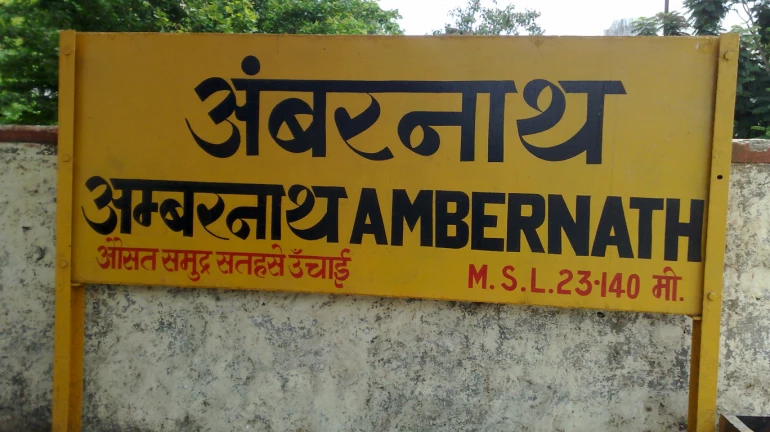 अंबरनाथ
अम्बरनाथ AMBERNATH
औसत समुद्र सतहसे उँचाई M.S.L.23·140 मी.